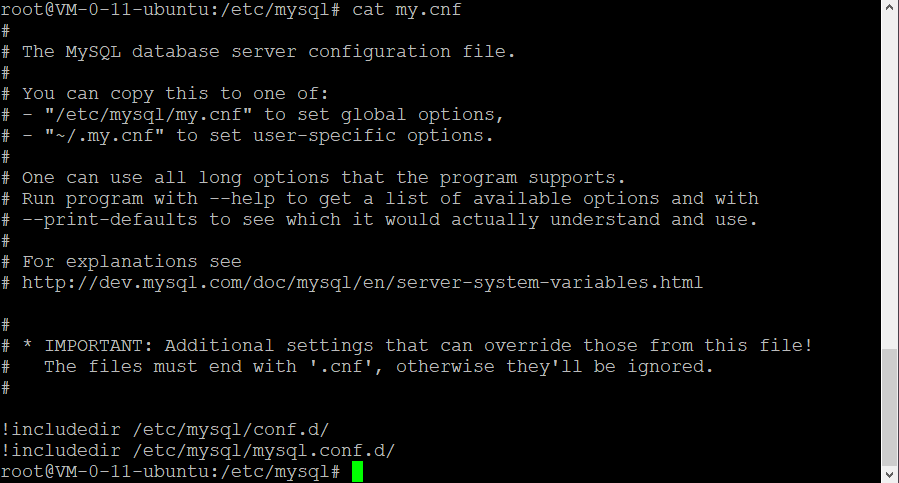 root@VM-0-11-ubuntu:/etc/mysql# cat my.cnf
#
# The MySQL database server configuration file.
#
# You can copy this to one of:
# - "/etc/mysql/my.cnf" to set global options,
# - "~/.my.cnf" to set user-specific options.
#
# One can use all long options that the program supports.
# Run program with --help to get a list of available options and with
# --print-defaults to see which it would actually understand and use.
#
# For explanations see
# http://dev.mysql.com/doc/mysql/en/server-system-variables.html

#
# * IMPORTANT: Additional settings that can override those from this file!
#   The files must end with '.cnf', otherwise they'll be ignored.
#

!includedir /etc/mysql/conf.d/
!includedir /etc/mysql/mysql.conf.d/
root@VM-0-11-ubuntu:/etc/mysql#